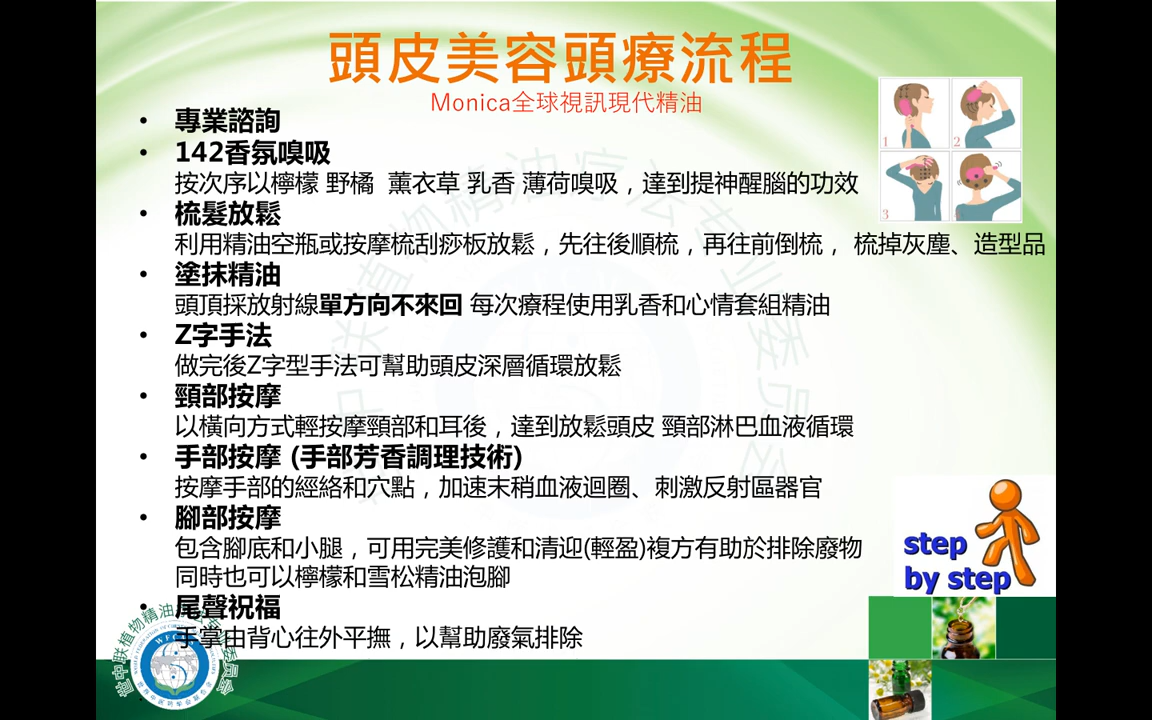 頭皮美容頭療流程
Monica全球視訊現代精油
• 專業諮詢
• 142香氛嗅吸
按次序以檸檬 野橘 薰衣草 乳香 薄荷嗅吸，達到提神醒腦的功效
• 梳髮放鬆
利用精油空瓶或按摩梳刮痧板放鬆，先往後順梳，再往前倒梳， 梳掉灰塵、造型品
• 塗抹精油
頭頂採放射線單方向不來回 每次療程使用乳香和心情套組精油
• Z字手法
做完後Z字型手法可幫助頭皮深層循環放鬆
• 頸部按摩
以橫向方式輕按摩頸部和耳後，達到放鬆頭皮 頸部淋巴血液循環
• 手部按摩 (手部芳香調理技術)
按摩手部的經絡和穴點，加速末稍血液迴圈、刺激反射區器官
• 腳部按摩
包含腳底和小腿，可用完美修護和清迎(輕盈)複方有助於排除廢物
同時也可以檸檬和雪松精油泡腳
• 尾聲祝福
手掌由背心往外平撫，以幫助廢氣排除
1
2
3
step
by step